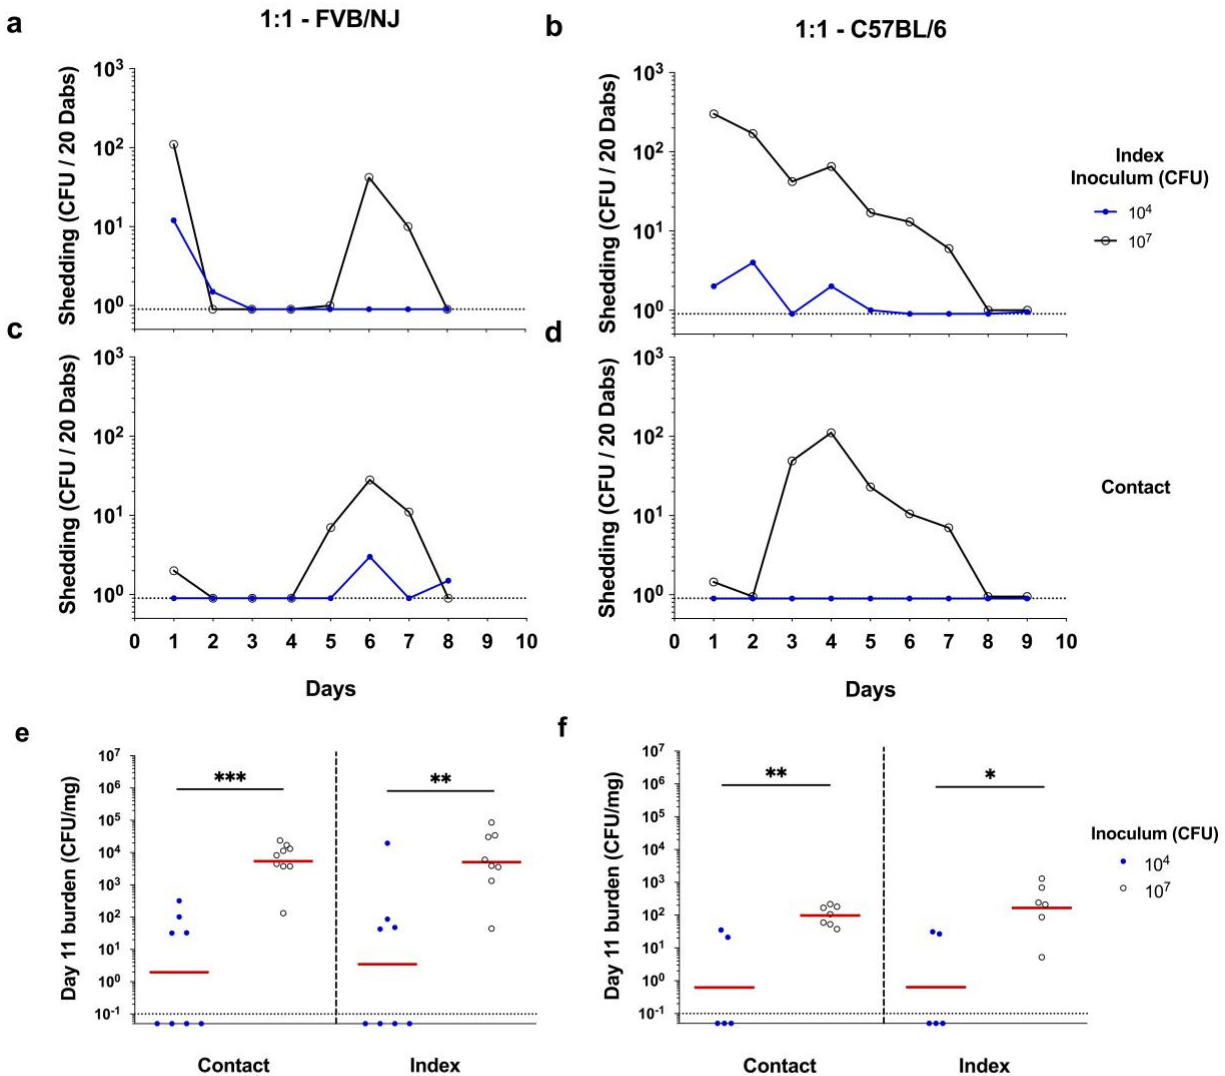 a
1:1 - FVB/NJ
b
1:1 - C57BL/6
Shedding (CFU / 20 Dabs)
10³
10²
10¹
10⁰
Shedding (CFU / 20 Dabs)
10³
10²
10¹
10⁰
Index
Inoculum (CFU)
10⁴
10⁷
c
Shedding (CFU / 20 Dabs)
10³
10²
10¹
10⁰
0 1 2 3 4 5 6 7 8 9 10
Days
d
Shedding (CFU / 20 Dabs)
10³
10²
10¹
10⁰
0 1 2 3 4 5 6 7 8 9 10
Days
Contact
e
Day 11 burden (CFU/mg)
10⁷
10⁶
10⁵
10⁴
10³
10²
10¹
10⁰
10⁻¹
***
**
Contact Index
f
Day 11 burden (CFU/mg)
10⁷
10⁶
10⁵
10⁴
10³
10²
10¹
10⁰
10⁻¹
**
*
Contact Index
Inoculum (CFU)
10⁴
10⁷